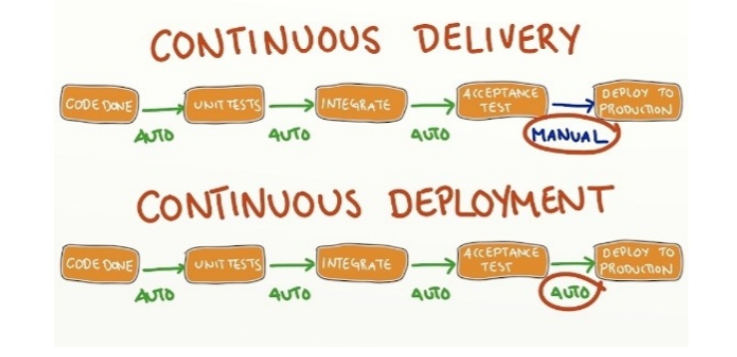 CONTINUOUS DELIVERY
CODE DONE
UNIT TESTS
INTEGRATE
ACCEPTANCE
TEST
DEPLOY TO
PRODUCTION
AUTO
AUTO
AUTO
MANUAL
CONTINUOUS DEPLOYMENT
CODE DONE
UNIT TESTS
INTEGRATE
ACCEPTANCE
TEST
DEPLOY TO
PRODUCTION
AUTO
AUTO
AUTO
AUTO